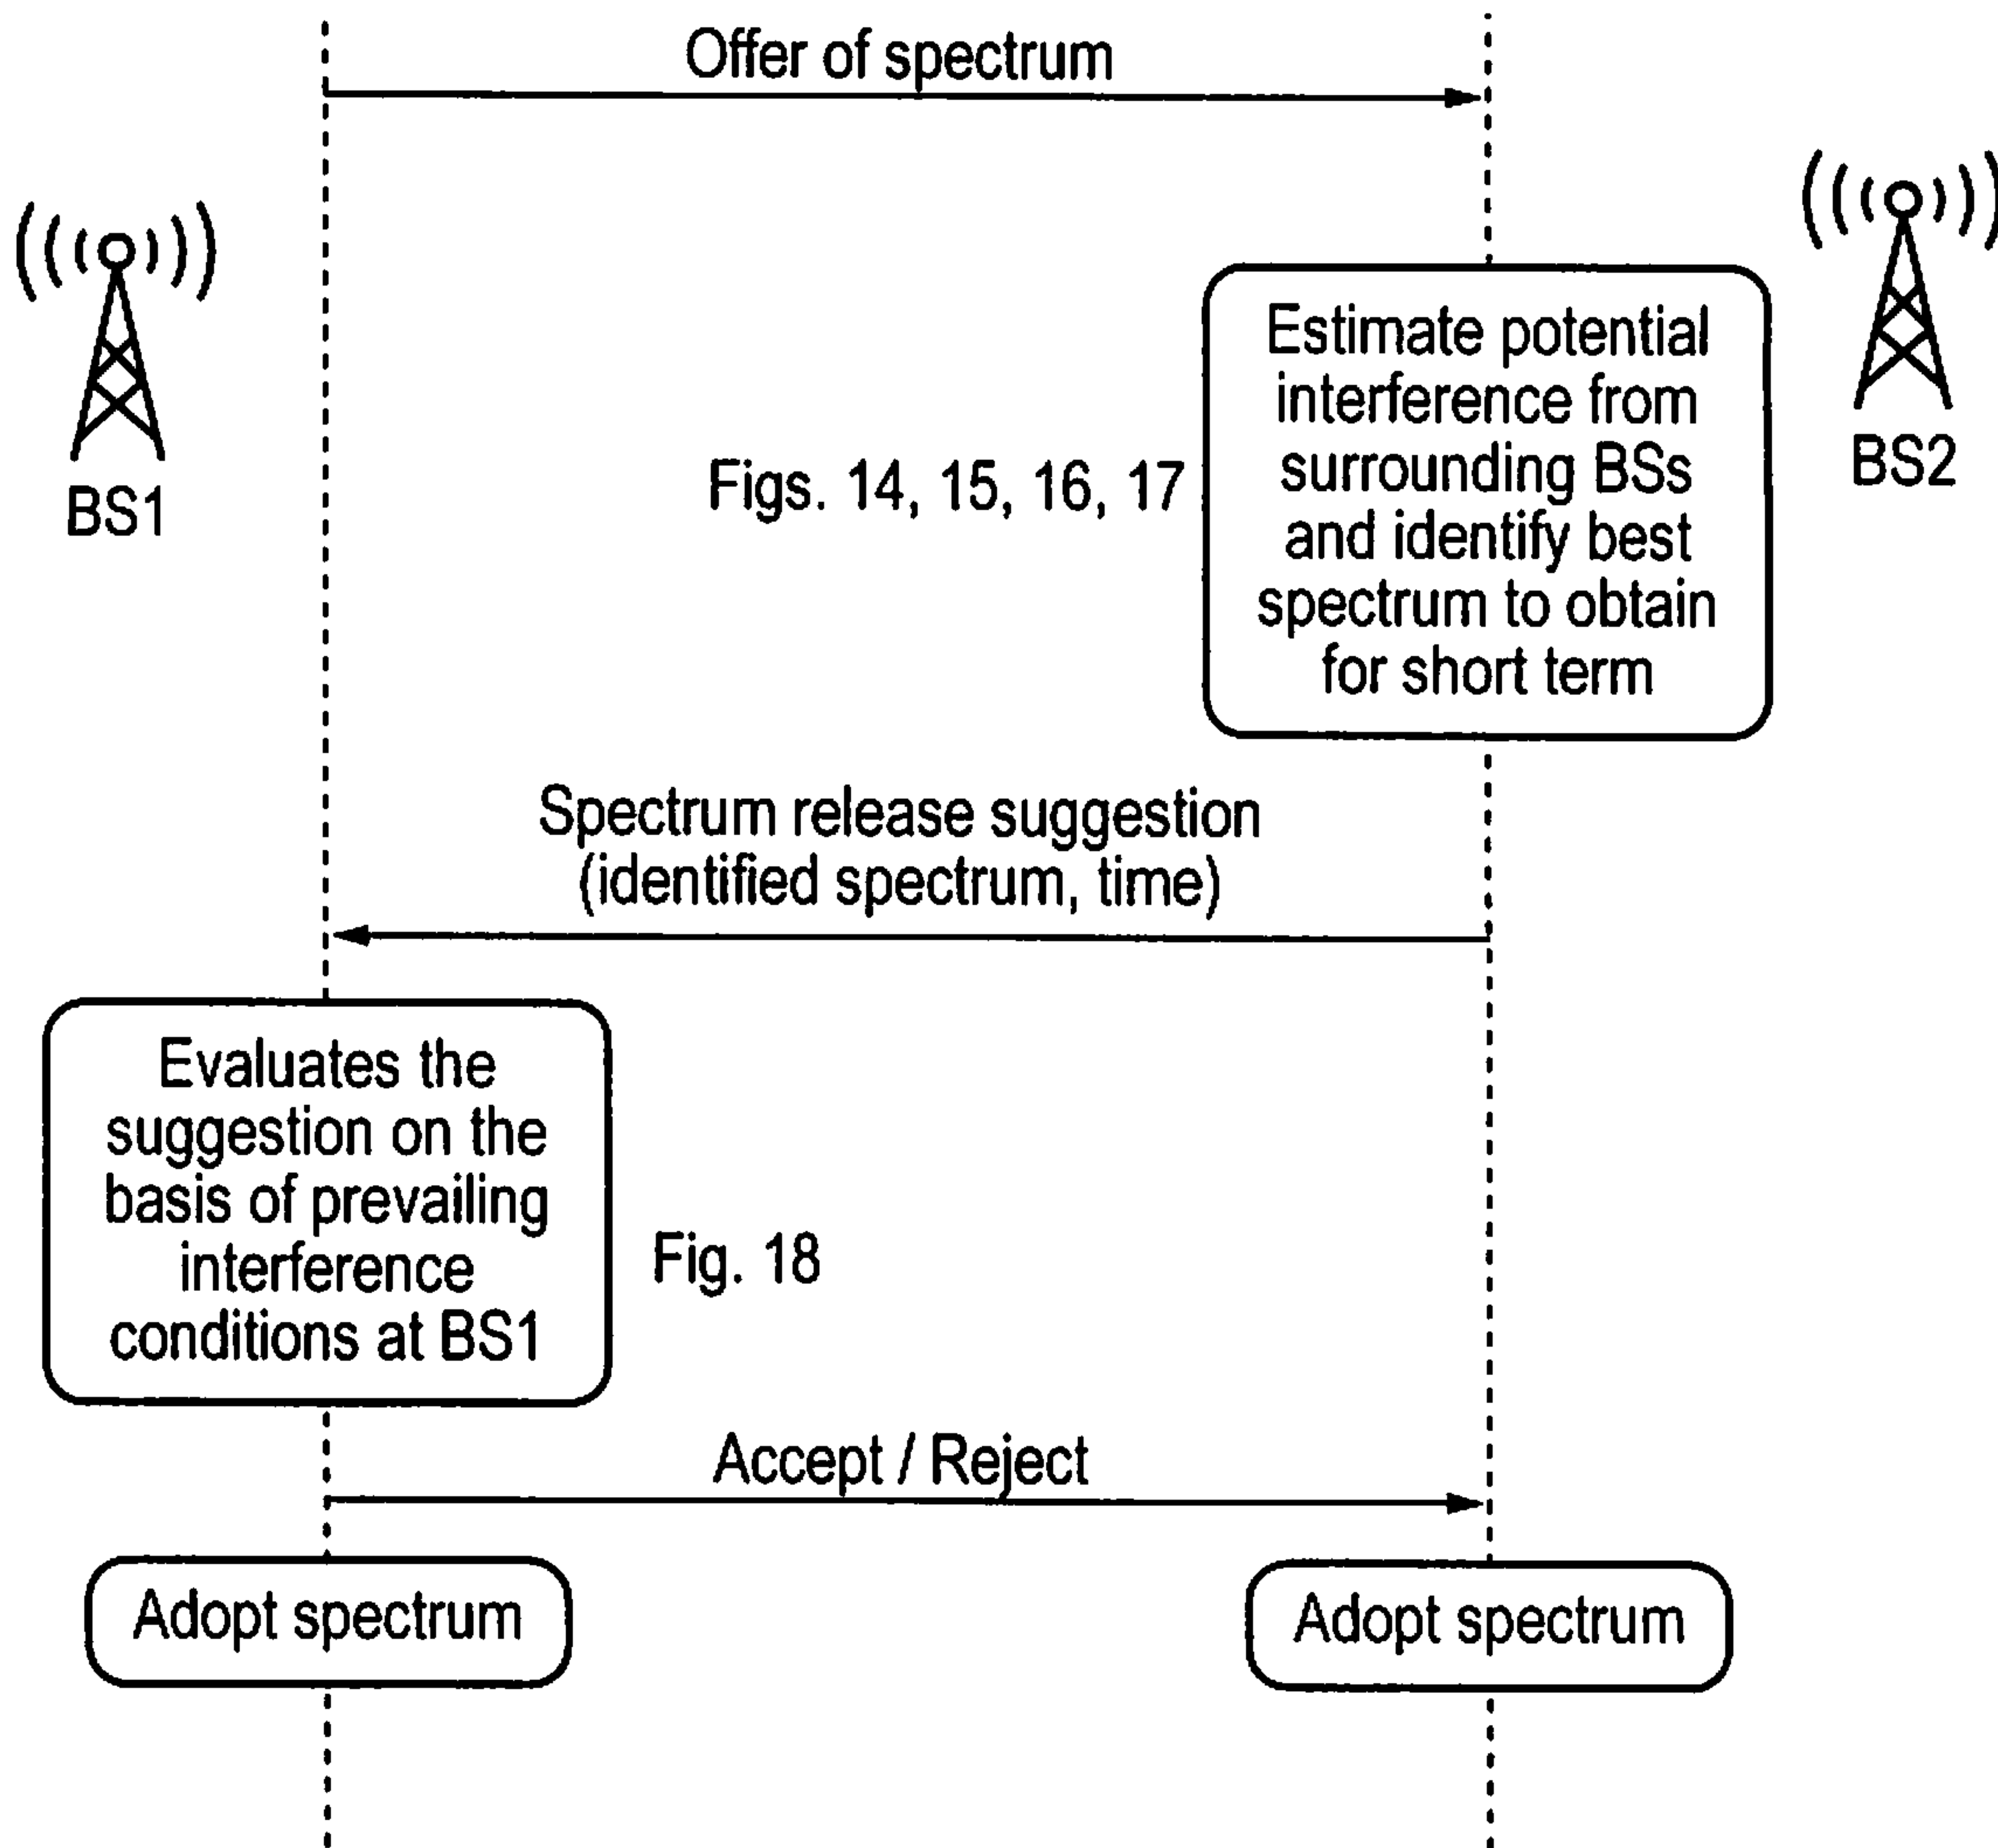 Offer of spectrum
BS1
BS2
Estimate potential
interference from
surrounding BSs
and identify best
spectrum to obtain
for short term
Figs. 14, 15, 16, 17
Spectrum release suggestion
(identified spectrum, time)
Evaluates the
suggestion on the
basis of prevailing
interference
conditions at BS1
Fig. 18
Accept / Reject
Adopt spectrum
Adopt spectrum